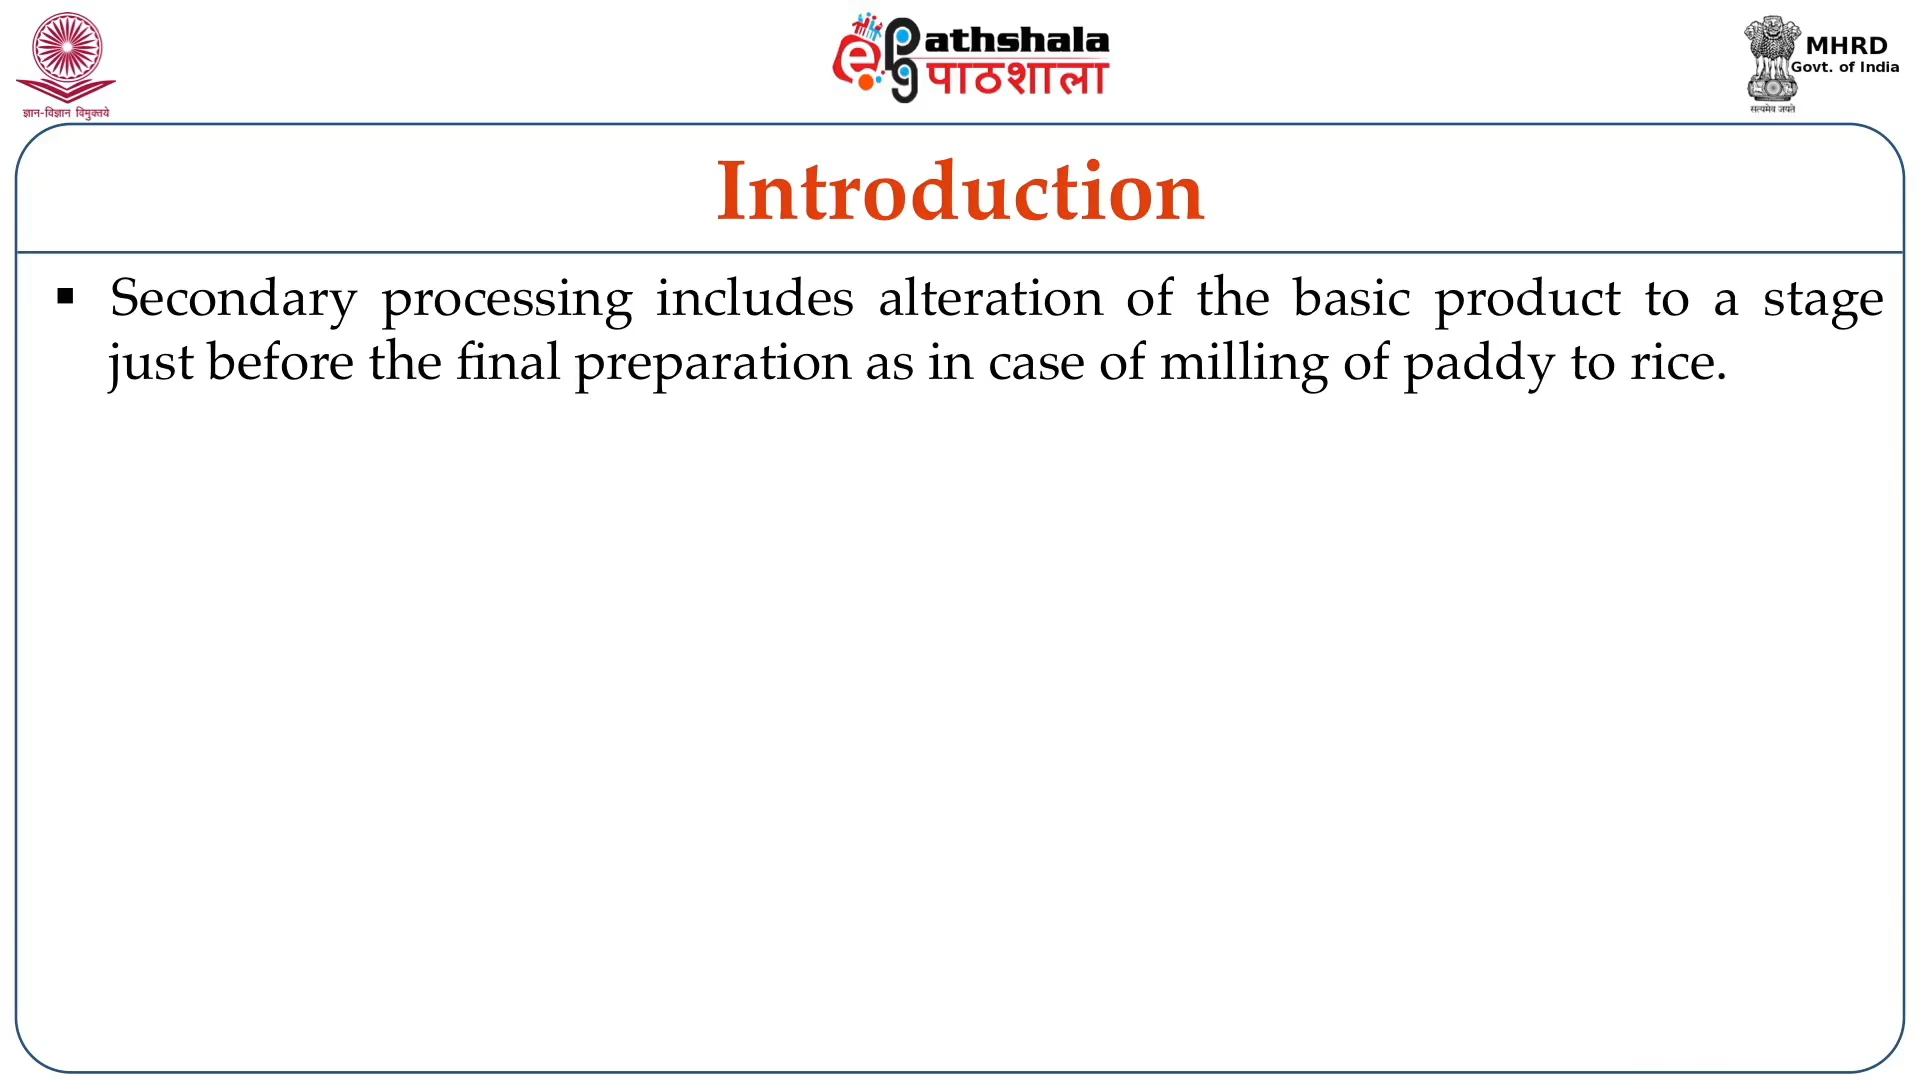 ज्ञान-विज्ञान विमुक्तये
e PG athshala
पाठशाला
MHRD
Govt. of India
सत्यमेव जयते
Introduction
▪ Secondary processing includes alteration of the basic product to a stage
just before the final preparation as in case of milling of paddy to rice.